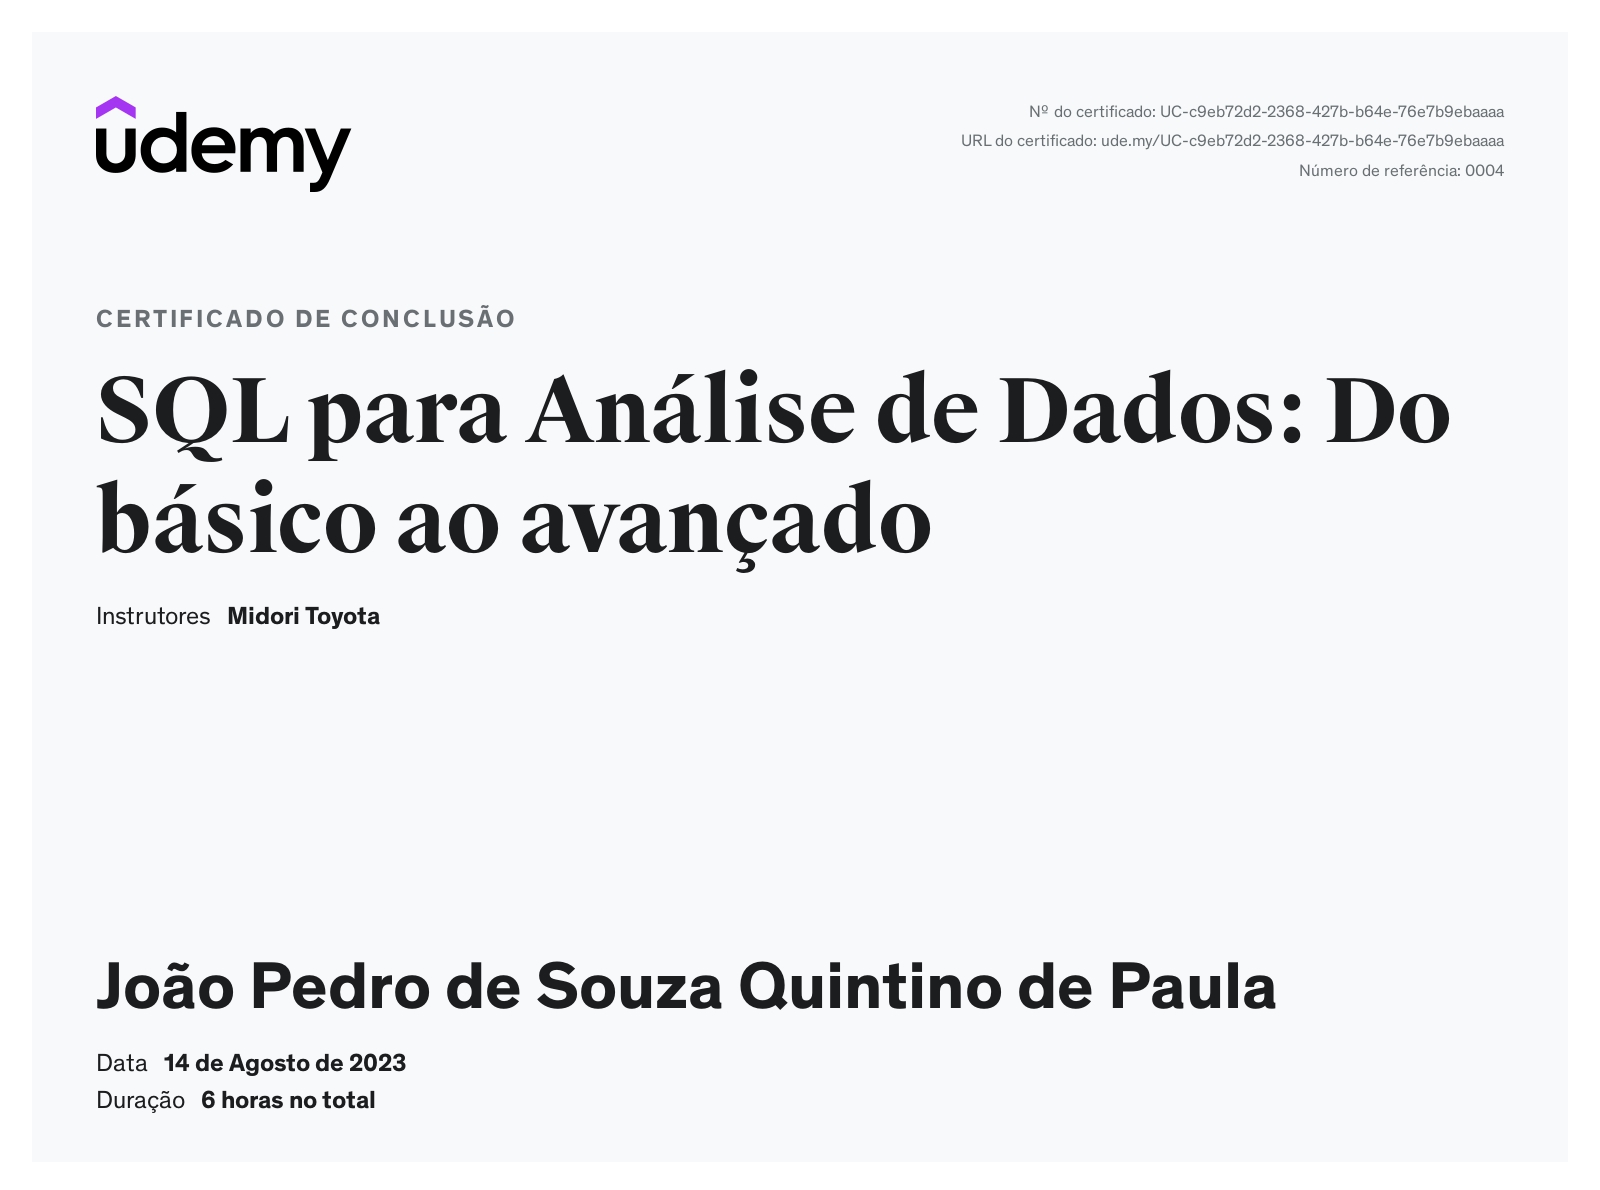 udemy
Nº do certificado: UC-c9eb72d2-2368-427b-b64e-76e7b9ebaaaa
URL do certificado: ude.my/UC-c9eb72d2-2368-427b-b64e-76e7b9ebaaaa
Número de referência: 0004
CERTIFICADO DE CONCLUSÃO
SQL para Análise de Dados: Do
básico ao avançado
Instrutores Midori Toyota
João Pedro de Souza Quintino de Paula
Data 14 de Agosto de 2023
Duração 6 horas no total